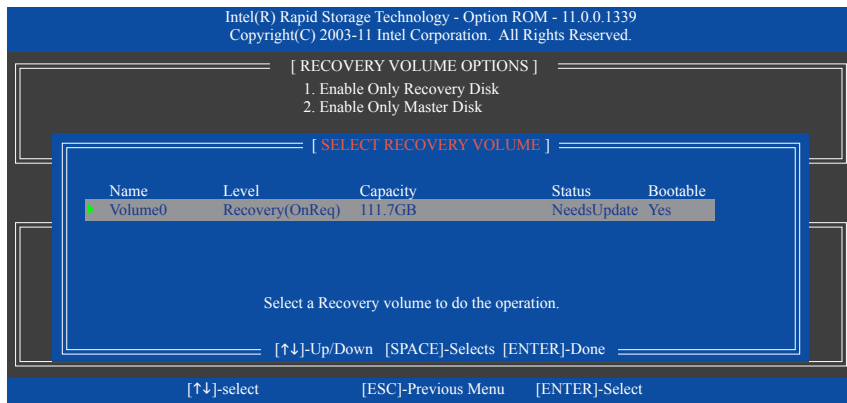 Intel(R) Rapid Storage Technology - Option ROM - 11.0.0.1339
Copyright(C) 2003-11 Intel Corporation. All Rights Reserved.
[ RECOVERY VOLUME OPTIONS ]
1. Enable Only Recovery Disk
2. Enable Only Master Disk
[ SELECT RECOVERY VOLUME ]
Name Level Capacity Status Bootable
Volume0 Recovery(OnReq) 111.7GB NeedsUpdate Yes
Select a Recovery volume to do the operation.
[↑↓]-Up/Down [SPACE]-Selects [ENTER]-Done
[↑↓]-select [ESC]-Previous Menu [ENTER]-Select